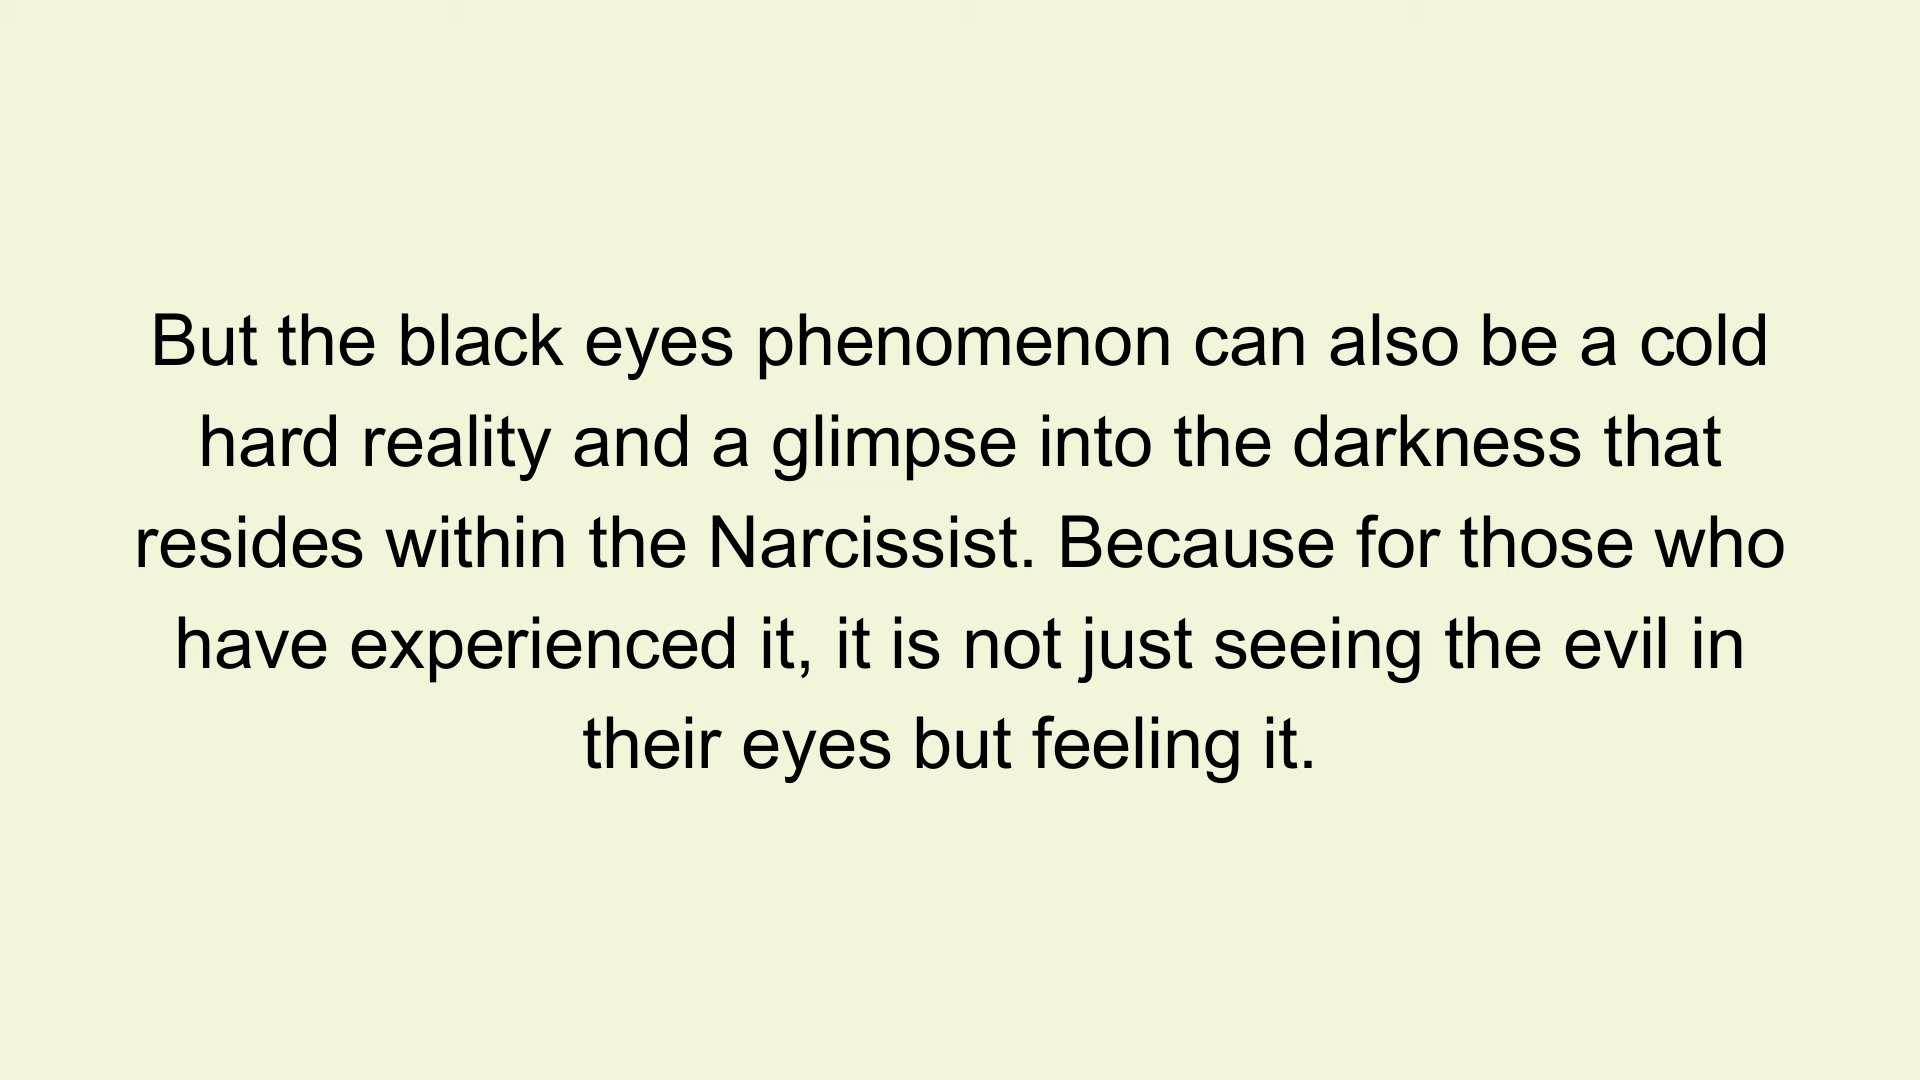 But the black eyes phenomenon can also be a cold
hard reality and a glimpse into the darkness that
resides within the Narcissist. Because for those who
have experienced it, it is not just seeing the evil in
their eyes but feeling it.